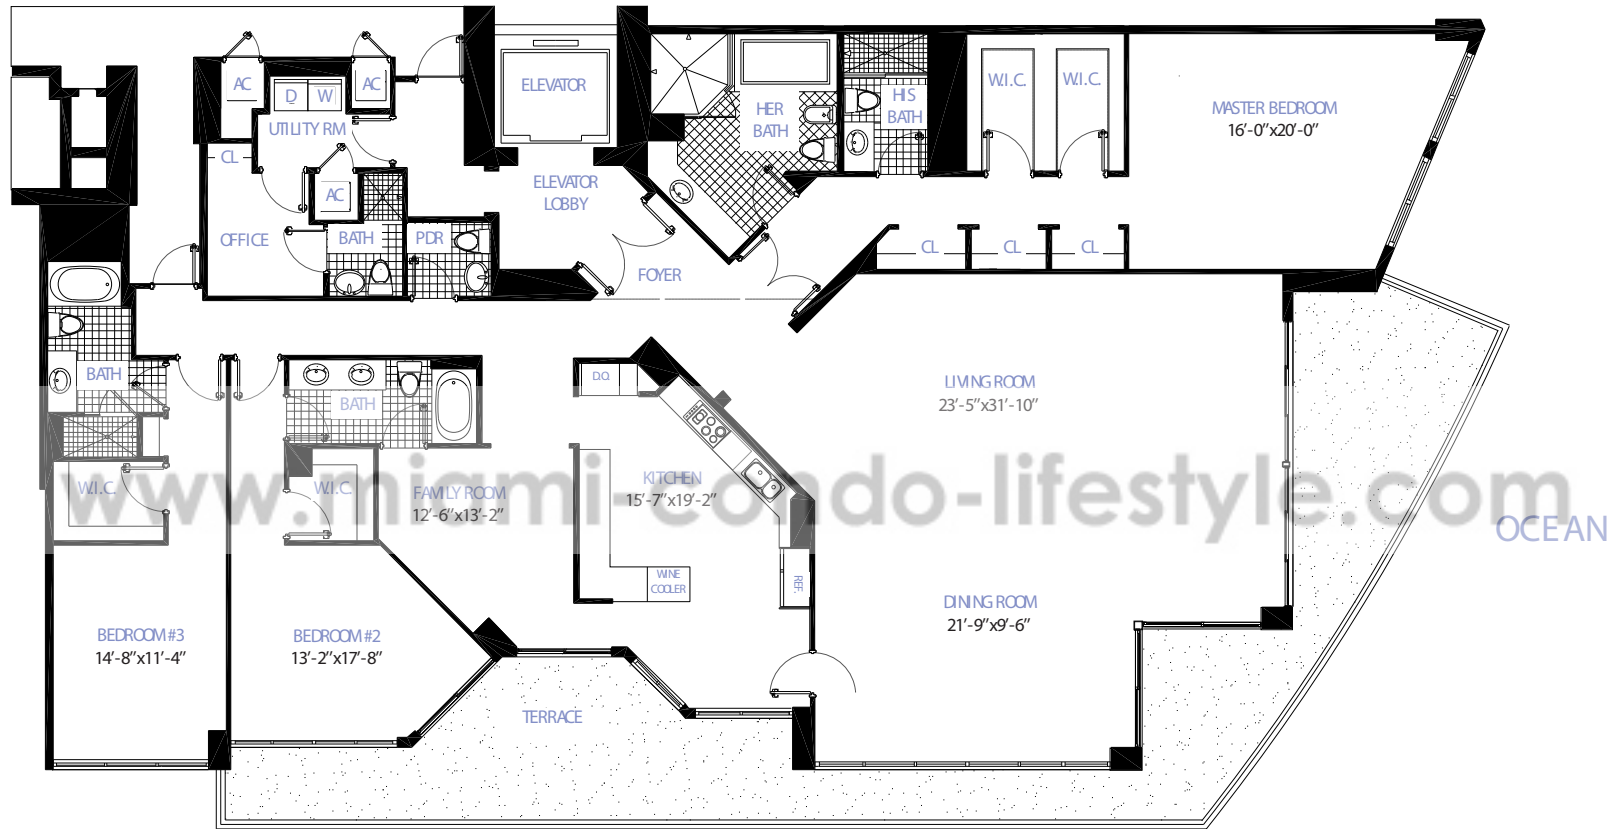 AC
D
W
AC
ELEVATOR
W.I.C.
W.I.C.
HER
BATH
HIS
BATH
MASTER BEDROOM
16'-0"x20'-0"
UTILITY RM
CL
AC
ELEVATOR
LOBBY
OFFICE
BATH
PDR
FOYER
CL
CL
CL
BATH
D.O.
BATH
LIVING ROOM
23'-5"x31'-10"
W.I.C.
W.I.C.
FAMILY ROOM
12'-6"x13'-2"
KITCHEN
15'-7"x19'-2"
www.miami-condo-lifestyle.com
OCEAN
WINE
COOLER
REF.
DINING ROOM
21'-9"x9'-6"
BEDROOM #3
14'-8"x11'-4"
BEDROOM #2
13'-2"x17'-8"
TERRACE